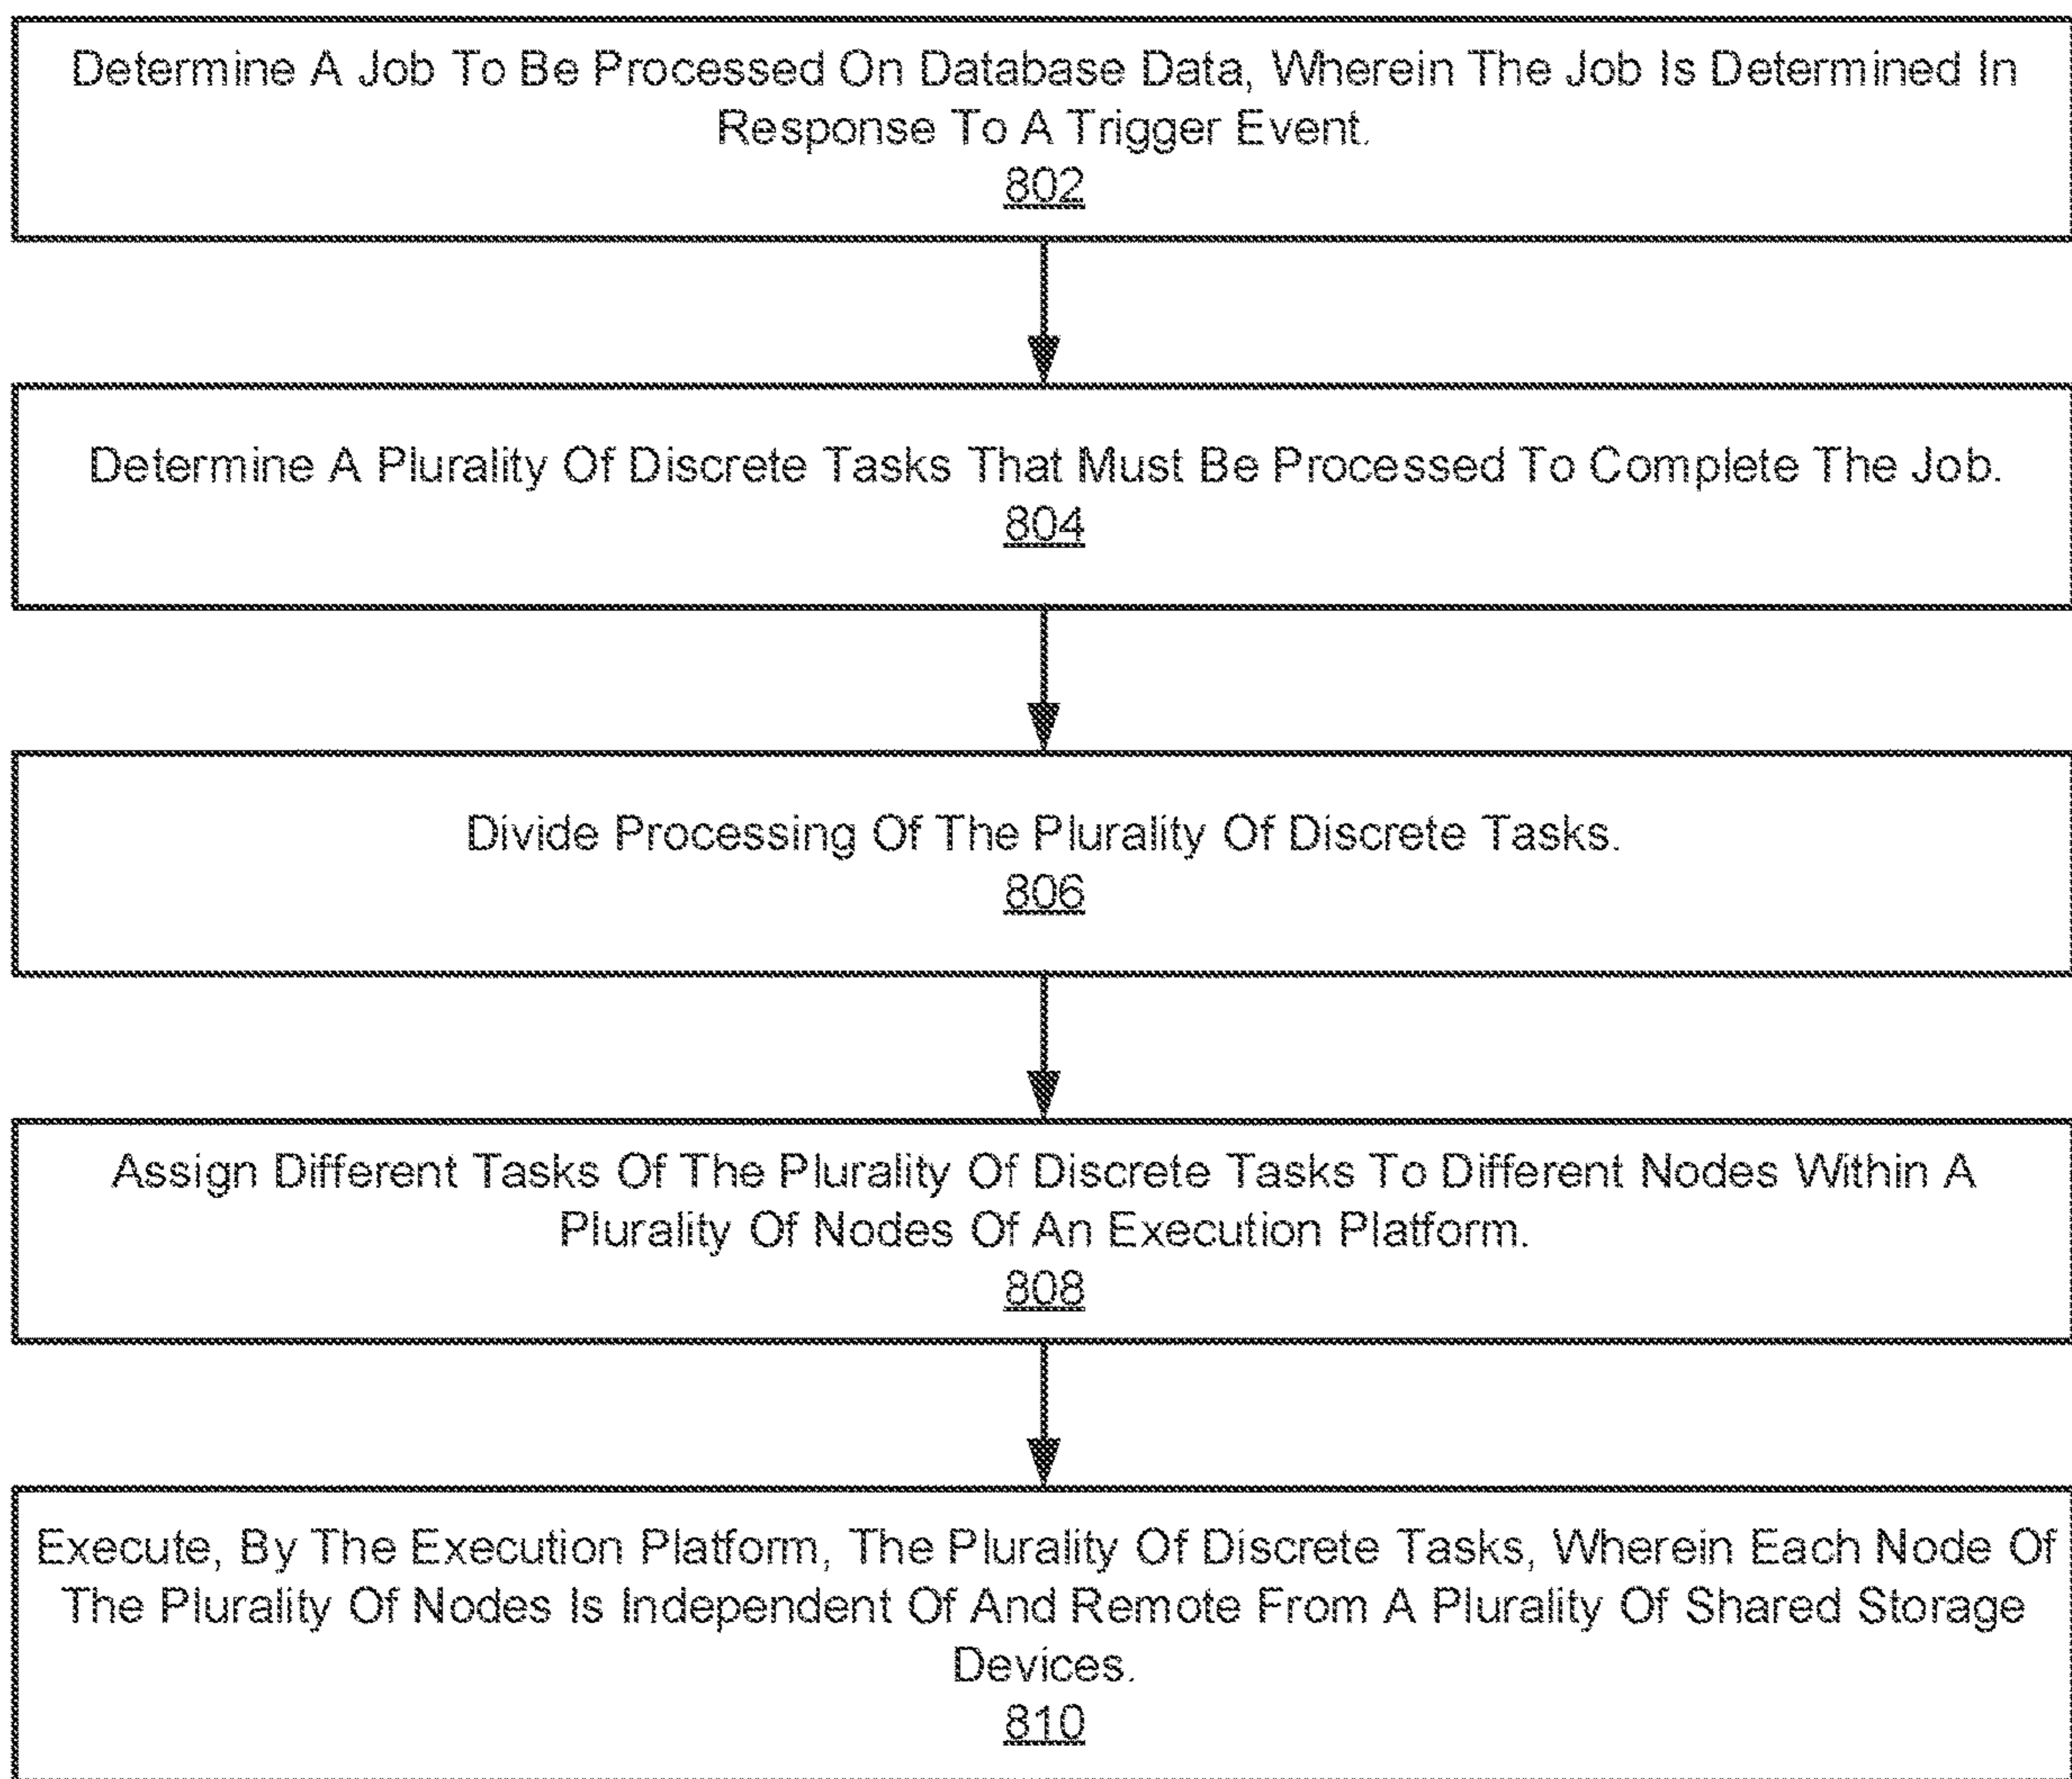 Determine A Job To Be Processed On Database Data, Wherein The Job Is Determined In
Response To A Trigger Event.
802
Determine A Plurality Of Discrete Tasks That Must Be Processed To Complete The Job.
804
Divide Processing Of The Plurality Of Discrete Tasks.
806
Assign Different Tasks Of The Plurality Of Discrete Tasks To Different Nodes Within A
Plurality Of Nodes Of An Execution Platform.
808
Execute, By The Execution Platform, The Plurality Of Discrete Tasks, Wherein Each Node Of
The Plurality Of Nodes Is Independent Of And Remote From A Plurality Of Shared Storage
Devices.
810